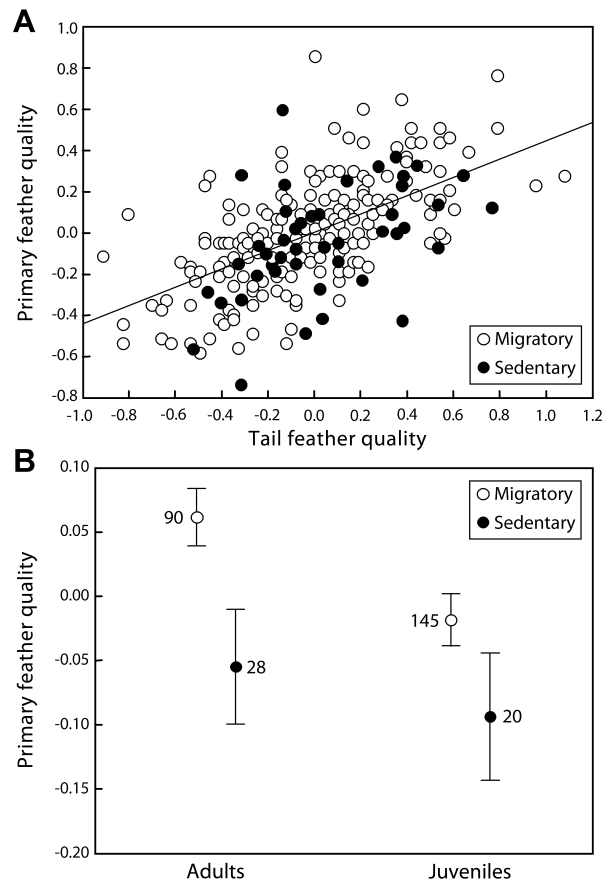 A
1.0
0.8
0.6
0.4
0.2
0.0
-0.2
-0.4
-0.6
-0.8
Primary feather quality
Migratory
Sedentary
-1.0 -0.8 -0.6 -0.4 -0.2 0.0 0.2 0.4 0.6 0.8 1.0 1.2
Tail feather quality
B
0.10
0.05
0.00
-0.05
-0.10
-0.15
-0.20
Primary feather quality
Migratory
Sedentary
90
28
145
20
Adults Juveniles